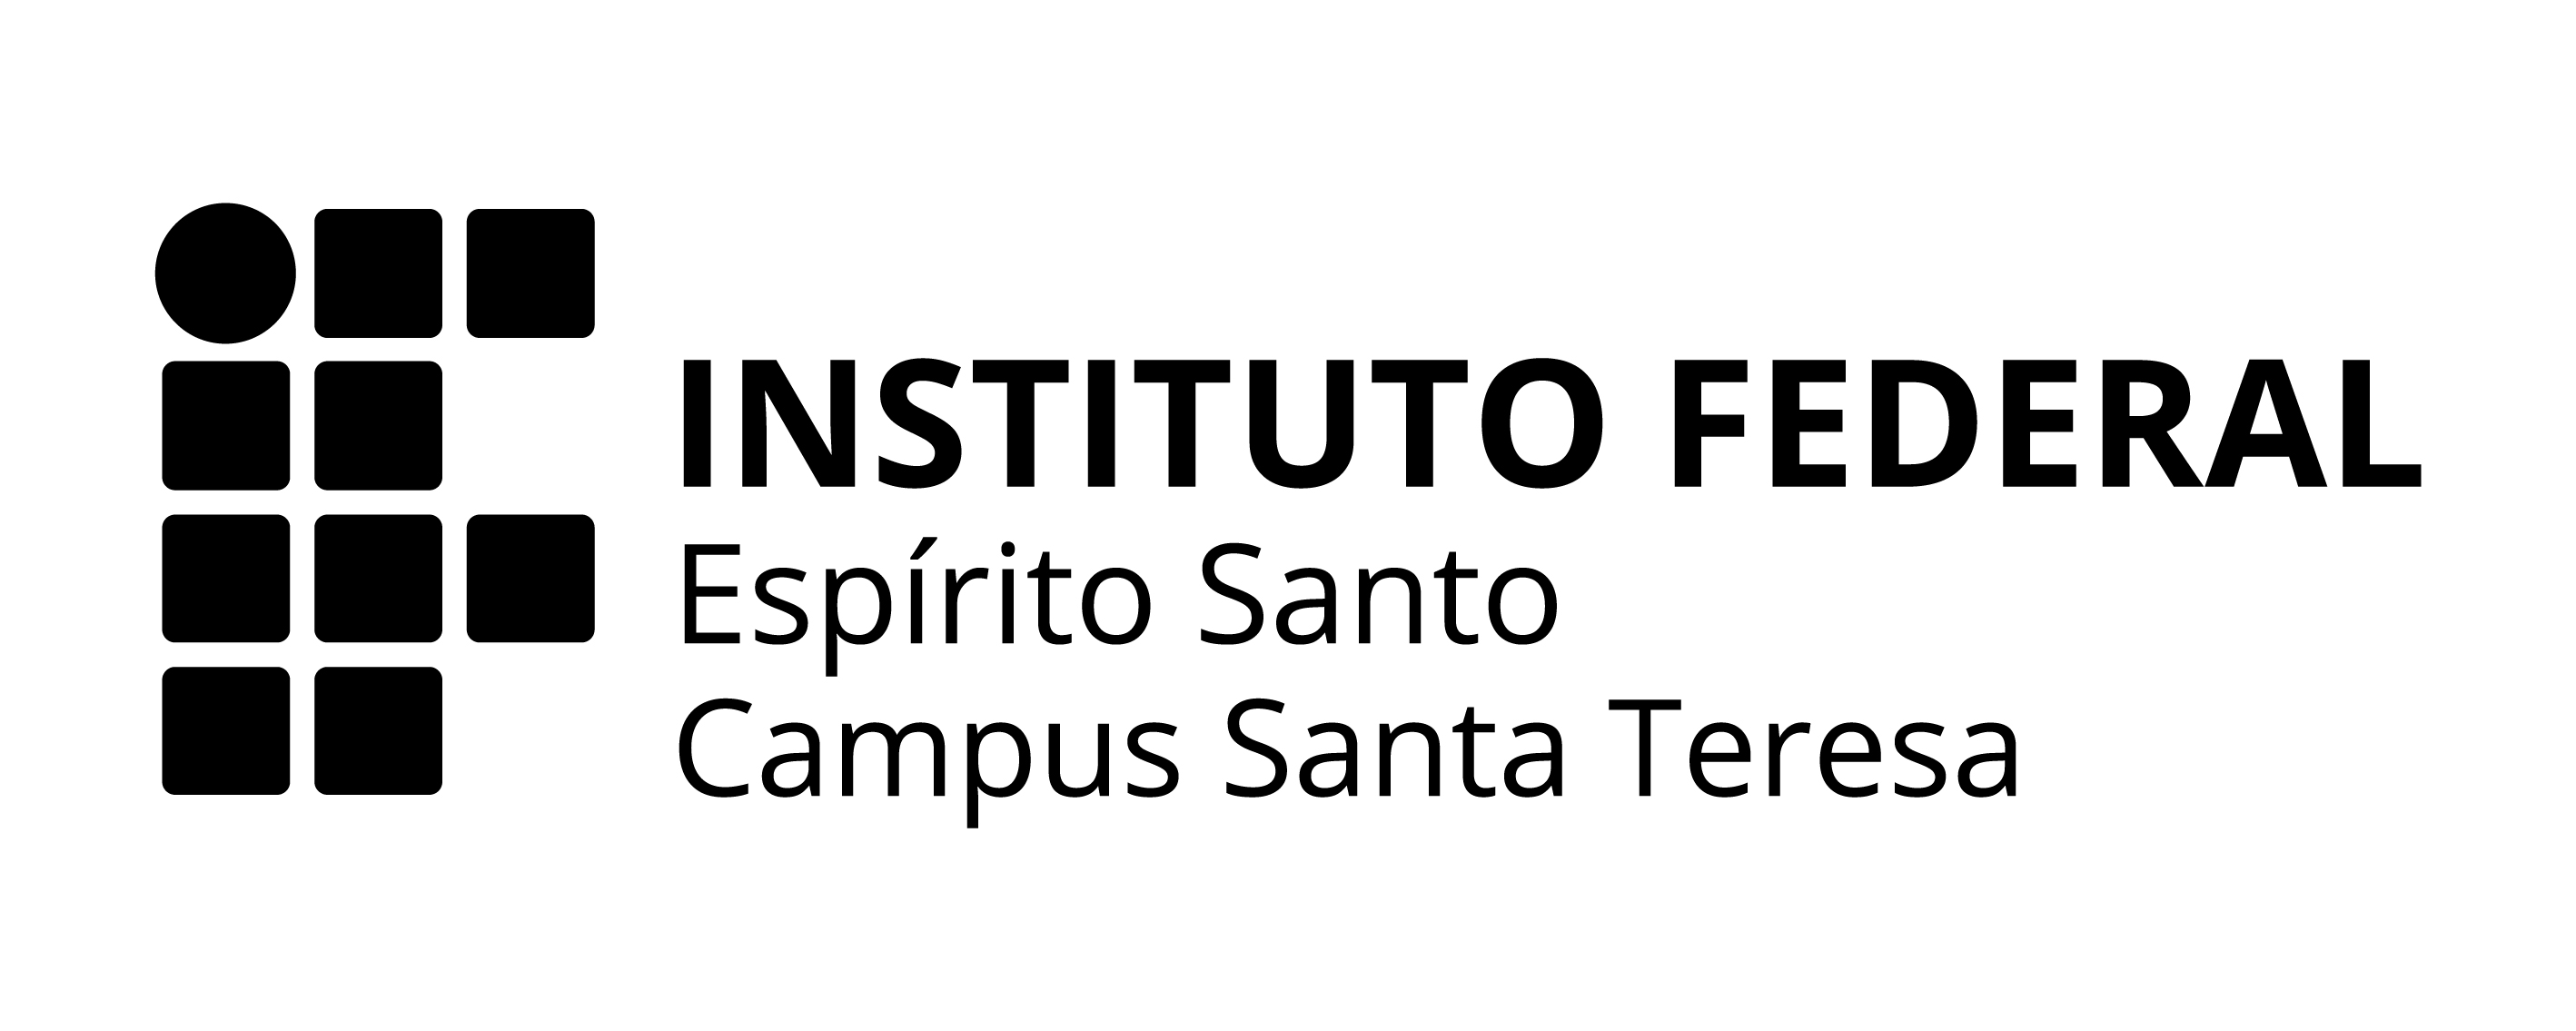 INSTITUTO FEDERAL
Espírito Santo
Campus Santa Teresa